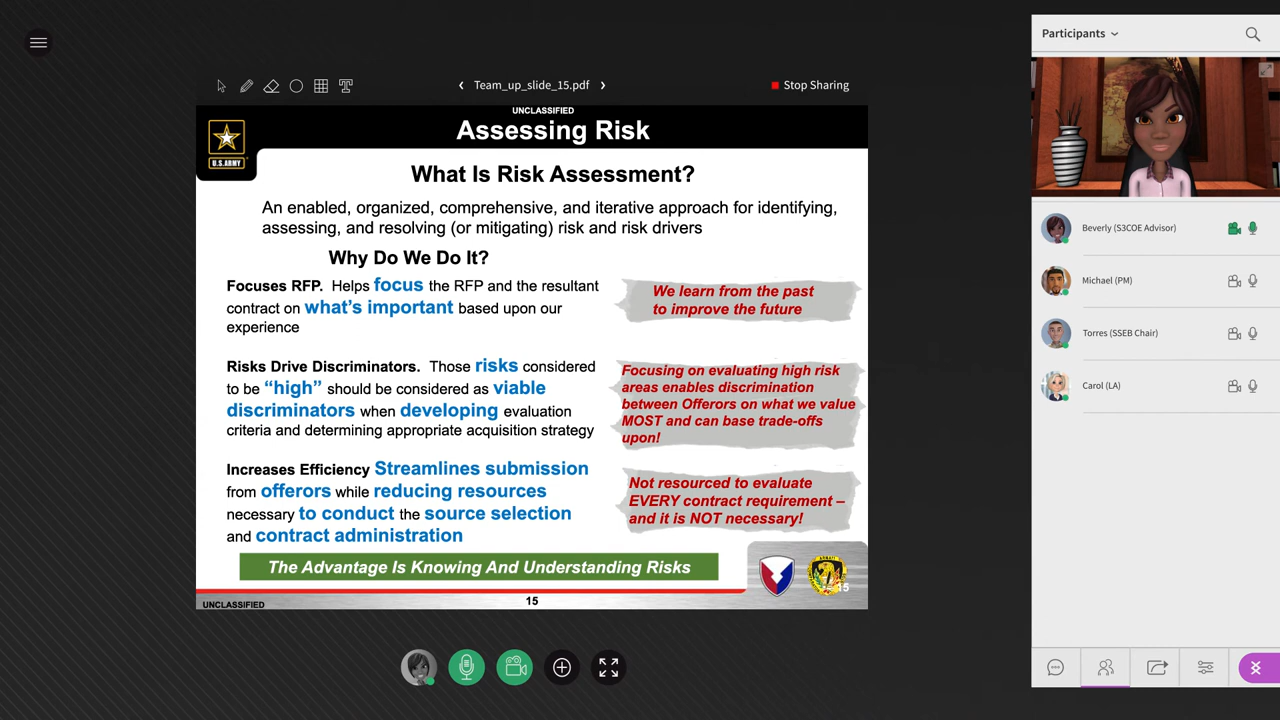 Participants
Team_up_slide_15.pdf
Stop Sharing
UNCLASSIFIED
Assessing Risk
U.S.ARMY
What Is Risk Assessment?
An enabled, organized, comprehensive, and iterative approach for identifying,
assessing, and resolving (or mitigating) risk and risk drivers
Why Do We Do It?
Focuses RFP. Helps focus the RFP and the resultant
contract on what's important based upon our
experience
We learn from the past
to improve the future
Risks Drive Discriminators. Those risks considered
to be “high” should be considered as viable
discriminators when developing evaluation
criteria and determining appropriate acquisition strategy
Focusing on evaluating high risk
areas enables discrimination
between Offerors on what we value
MOST and can base trade-offs
upon!
Increases Efficiency Streamlines submission
from offerors while reducing resources
necessary to conduct the source selection
and contract administration
Not resourced to evaluate
EVERY contract requirement –
and it is NOT necessary!
The Advantage Is Knowing And Understanding Risks
15
UNCLASSIFIED
15
Beverly (S3COE Advisor)
Michael (PM)
Torres (SSEB Chair)
Carol (LA)